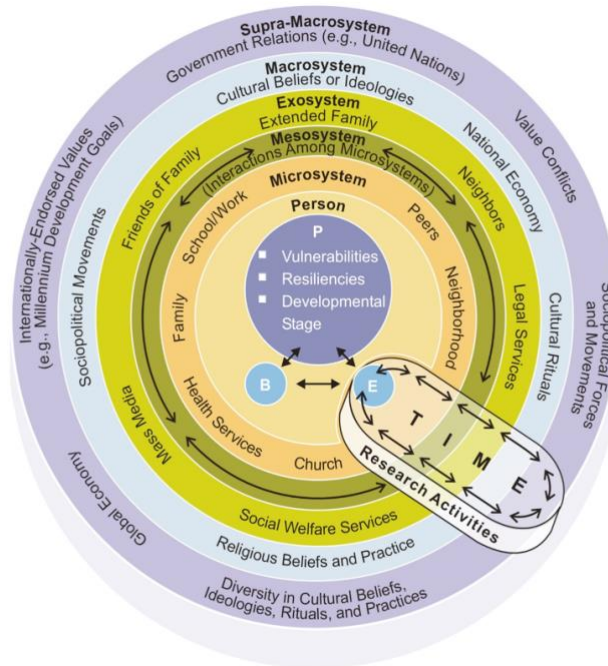 Supra-Macrosystem
Government Relations (e.g., United Nations)
Macrosystem
Cultural Beliefs or Ideologies
Exosystem
Extended Family
Mesosystem
(Interactions Among Microsystems)
Microsystem
Person
P
Vulnerabilities
Resiliencies
Developmental
Stage
B
E
School/Work
Peers
Family
Neighborhood
Health Services
Church
Friends of Family
Neighbors
Legal Services
Mass Media
Social Welfare Services
Sociopolitical Movements
National Economy
Cultural Rituals
Religious Beliefs and Practice
Internationally-Endorsed Values
(e.g., Millennium Development Goals)
Value Conflicts
Sociopolitical Forces
and Movements
Global Economy
Diversity in Cultural Beliefs,
Ideologies, Rituals, and Practices
TIME
Research Activities